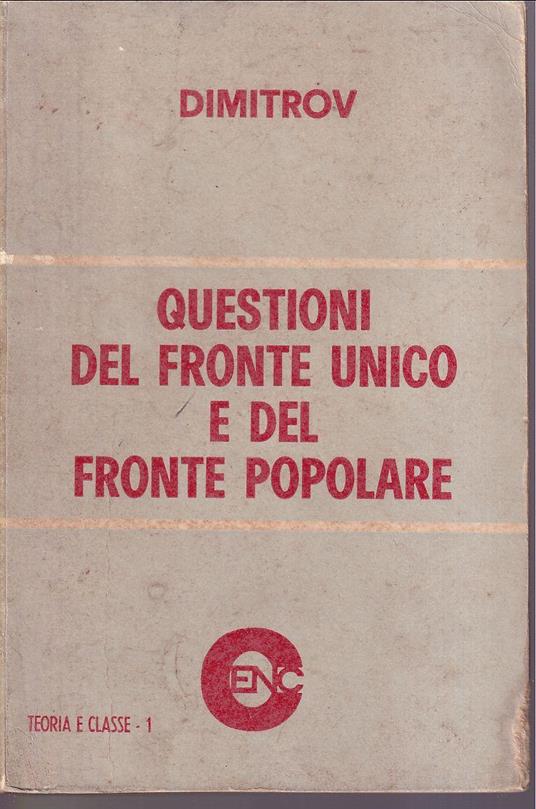 DIMITROV
QUESTIONI
DEL FRONTE UNICO
E DEL
FRONTE POPOLARE
ENC
TEORIA E CLASSE - 1